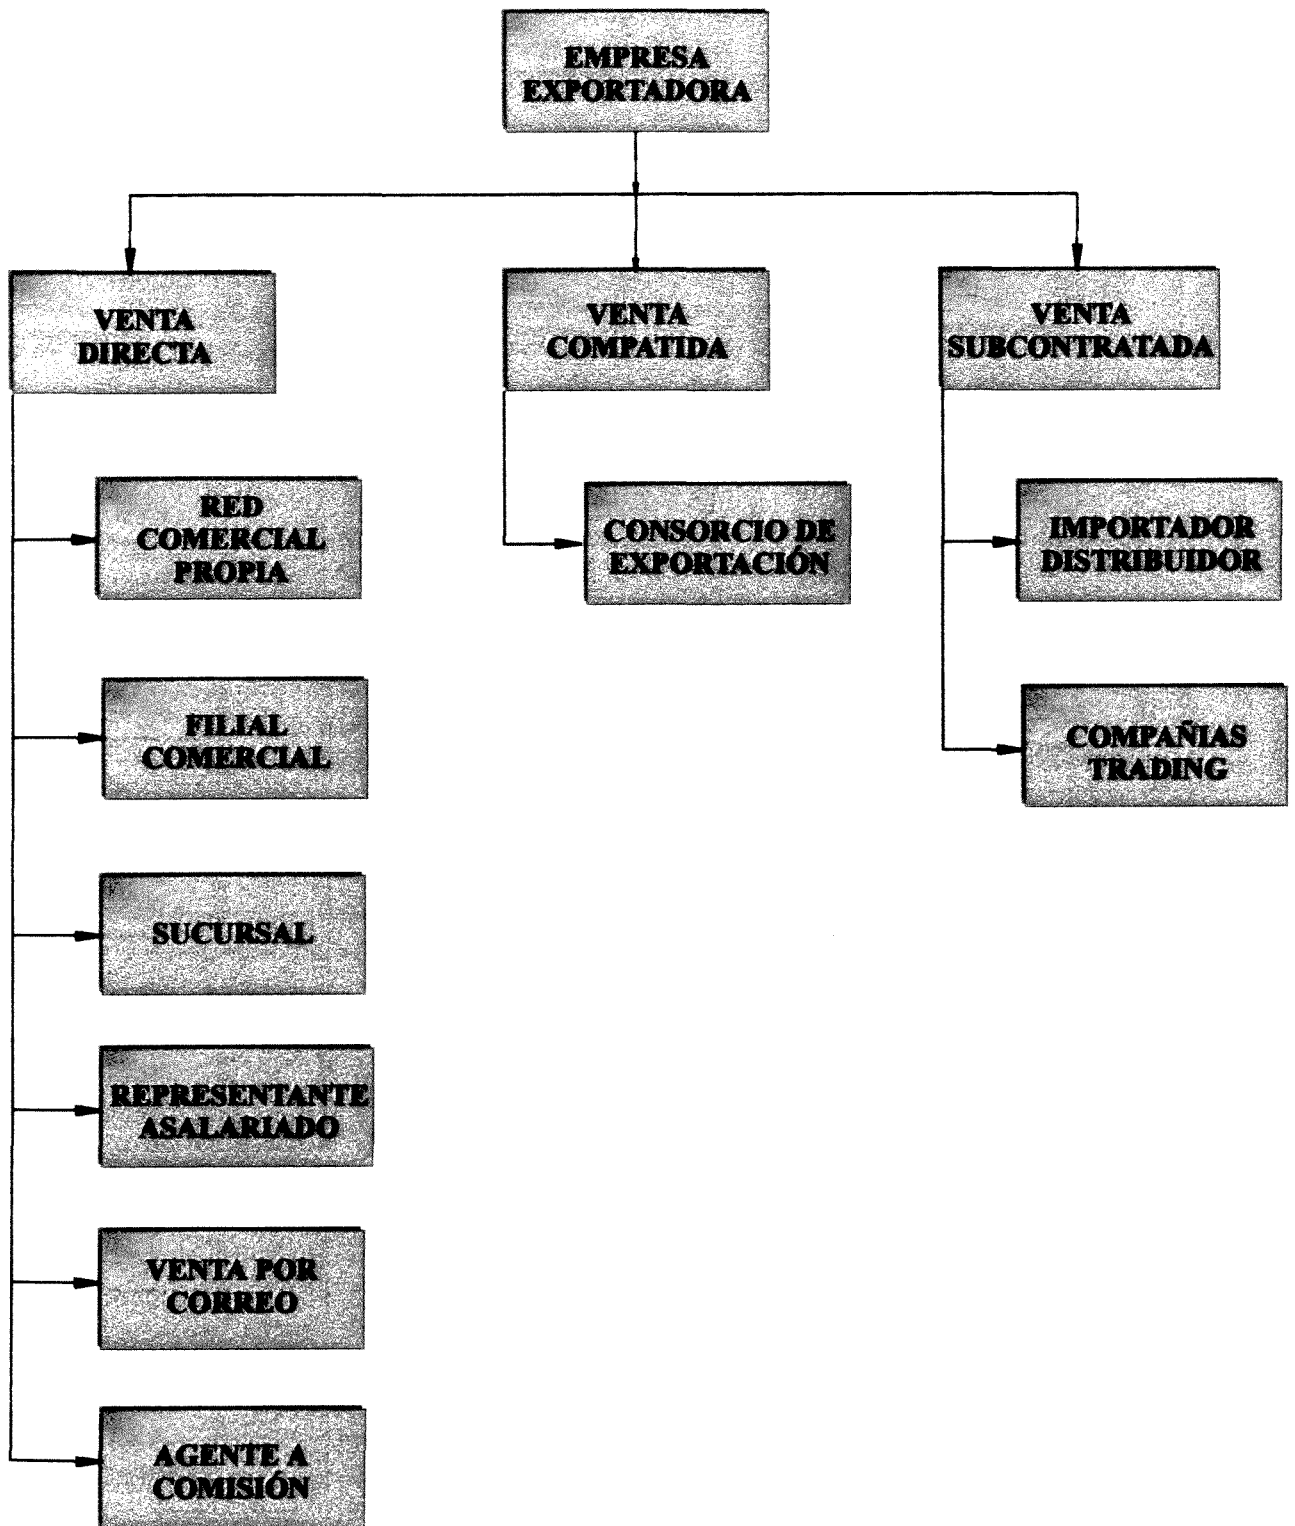 EMPRESA
EXPORTADORA
VENTA
DIRECTA
VENTA
COMPATIDA
VENTA
SUBCONTRATADA
RED
COMERCIAL
PROPIA
CONSORCIO DE
EXPORTACIÓN
IMPORTADOR
DISTRIBUIDOR
FILIAL
COMERCIAL
COMPAÑIAS
TRADING
SUCURSAL
REPRESENTANTE
ASALARIADO
VENTA POR
CORREO
AGENTE A
COMISIÓN